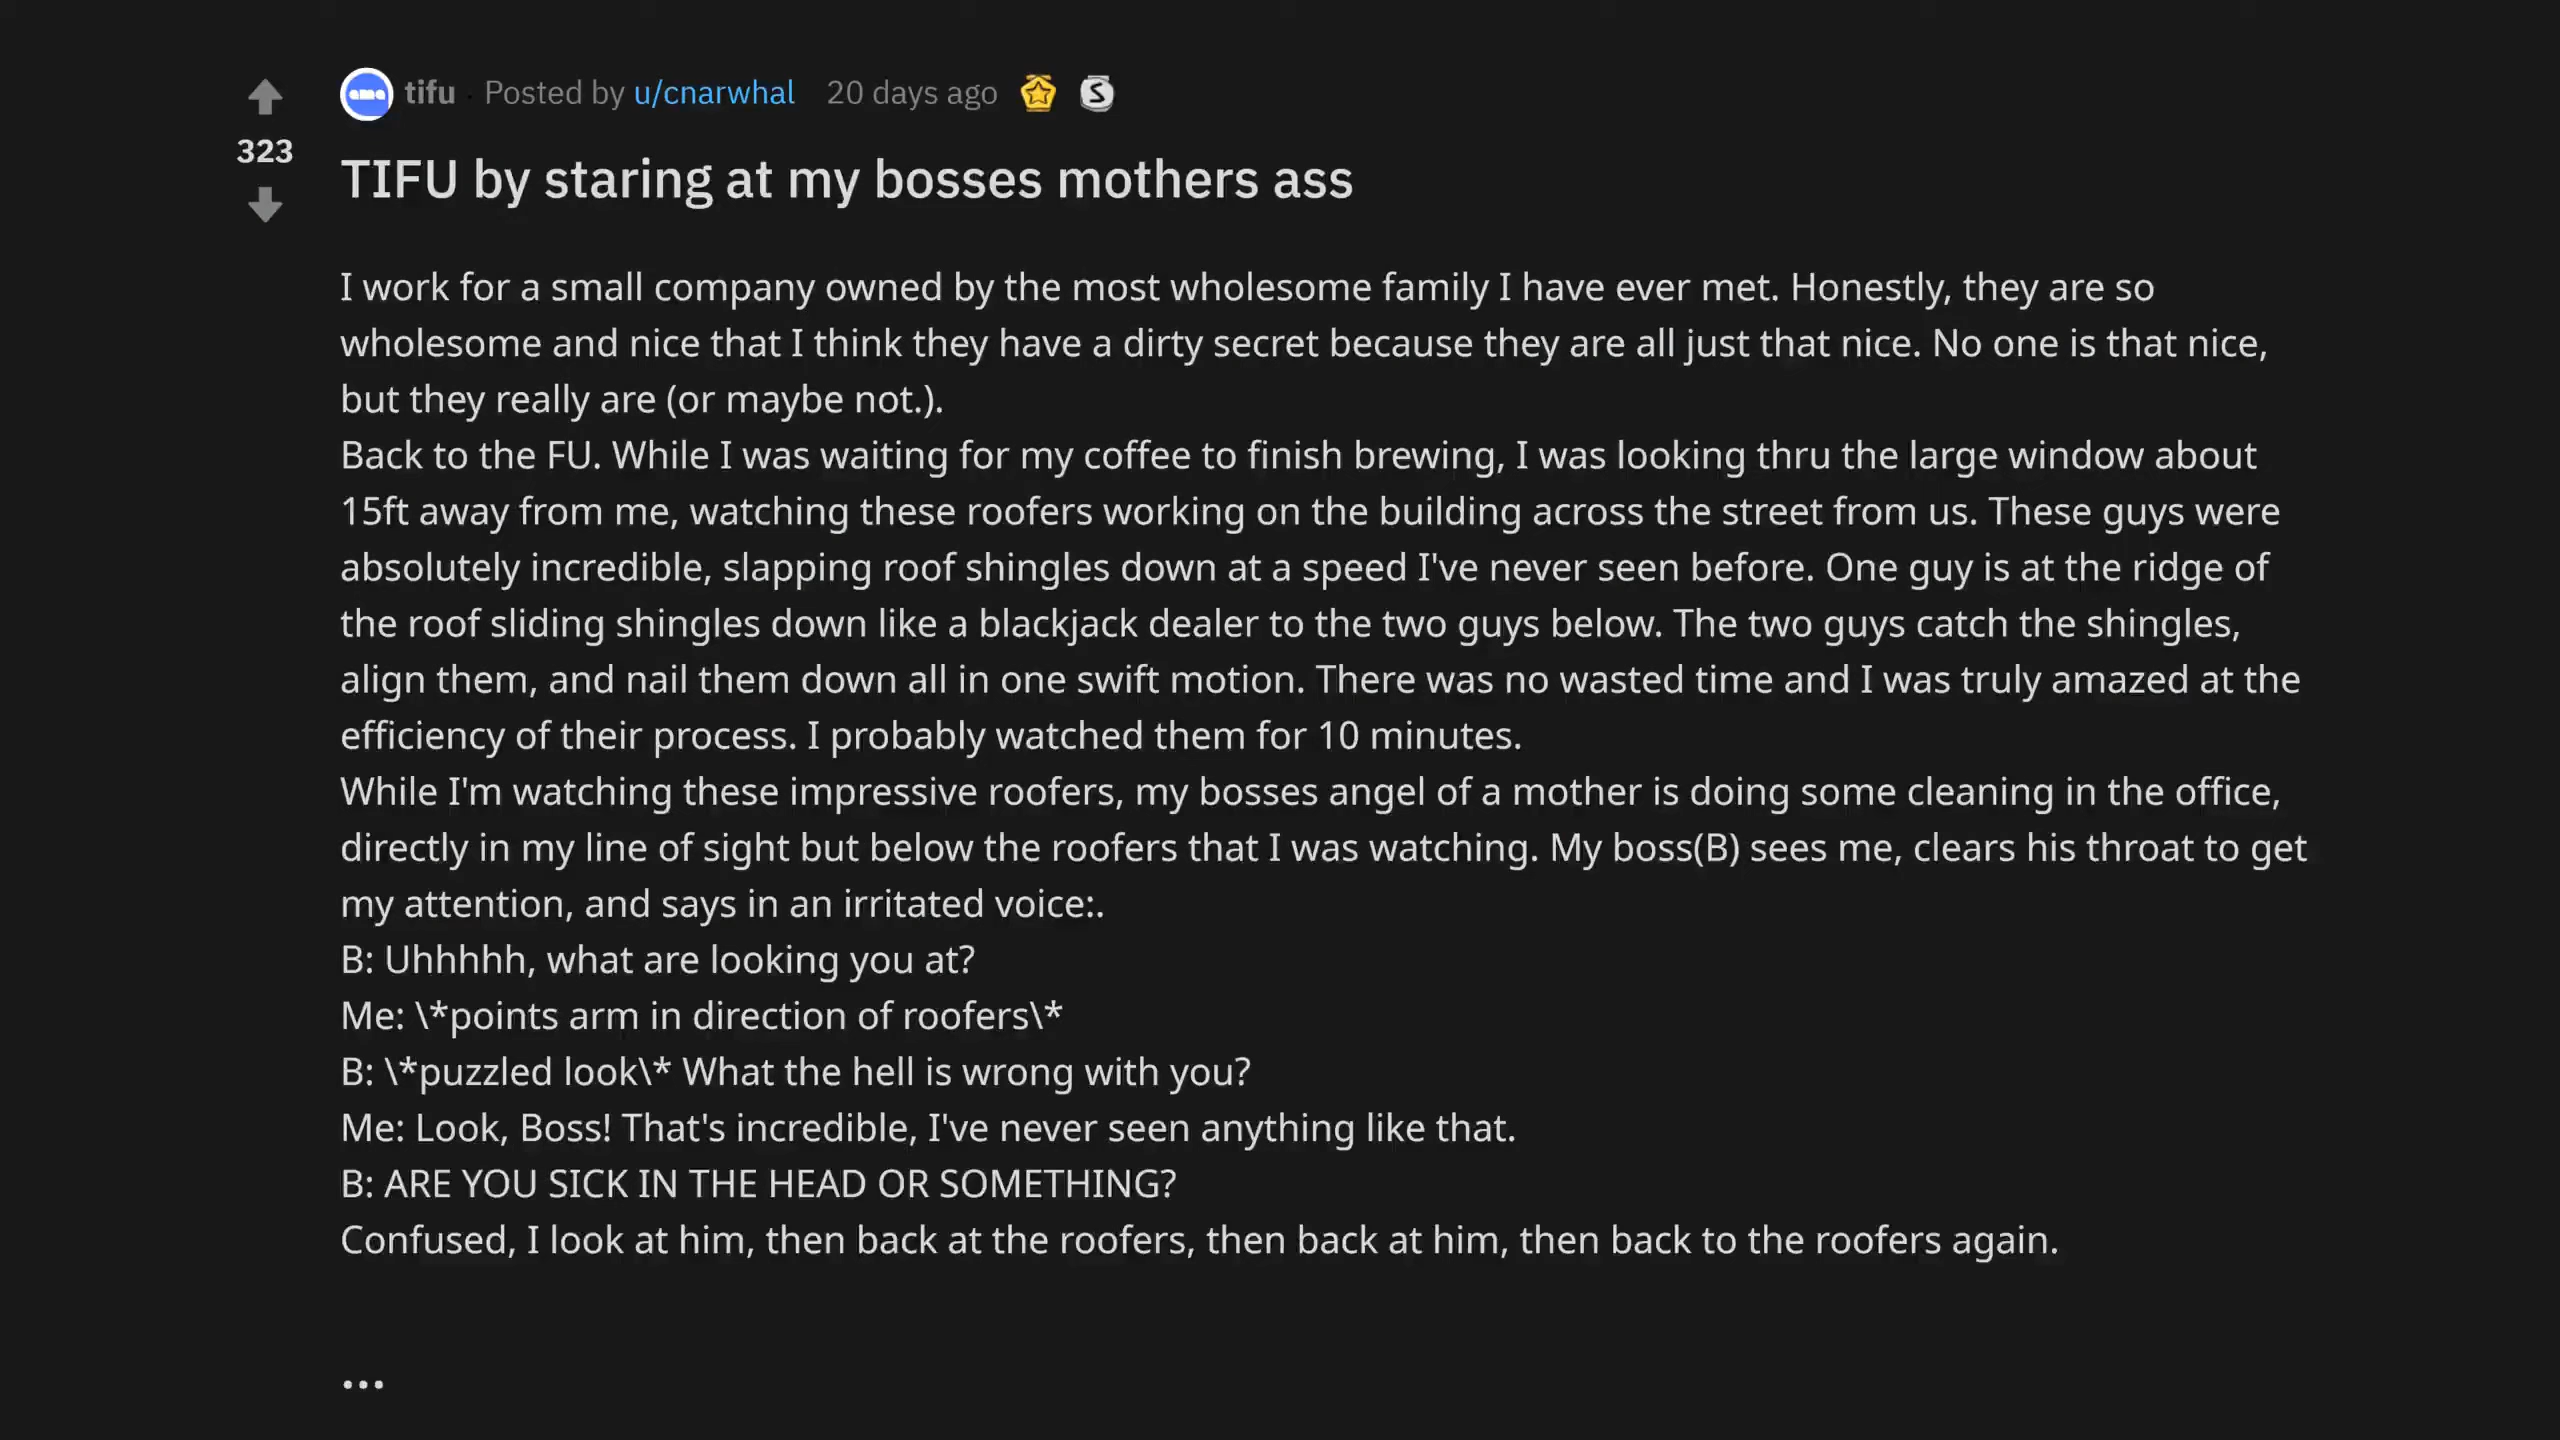 tifu · Posted by u/cnarwhal 20 days ago
323
TIFU by staring at my bosses mothers ass
I work for a small company owned by the most wholesome family I have ever met. Honestly, they are so
wholesome and nice that I think they have a dirty secret because they are all just that nice. No one is that nice,
but they really are (or maybe not.).
Back to the FU. While I was waiting for my coffee to finish brewing, I was looking thru the large window about
15ft away from me, watching these roofers working on the building across the street from us. These guys were
absolutely incredible, slapping roof shingles down at a speed I've never seen before. One guy is at the ridge of
the roof sliding shingles down like a blackjack dealer to the two guys below. The two guys catch the shingles,
align them, and nail them down all in one swift motion. There was no wasted time and I was truly amazed at the
efficiency of their process. I probably watched them for 10 minutes.
While I'm watching these impressive roofers, my bosses angel of a mother is doing some cleaning in the office,
directly in my line of sight but below the roofers that I was watching. My boss(B) sees me, clears his throat to get
my attention, and says in an irritated voice:.
B: Uhhhhh, what are looking you at?
Me: \*points arm in direction of roofers\*
B: \*puzzled look\* What the hell is wrong with you?
Me: Look, Boss! That's incredible, I've never seen anything like that.
B: ARE YOU SICK IN THE HEAD OR SOMETHING?
Confused, I look at him, then back at the roofers, then back at him, then back to the roofers again.
...